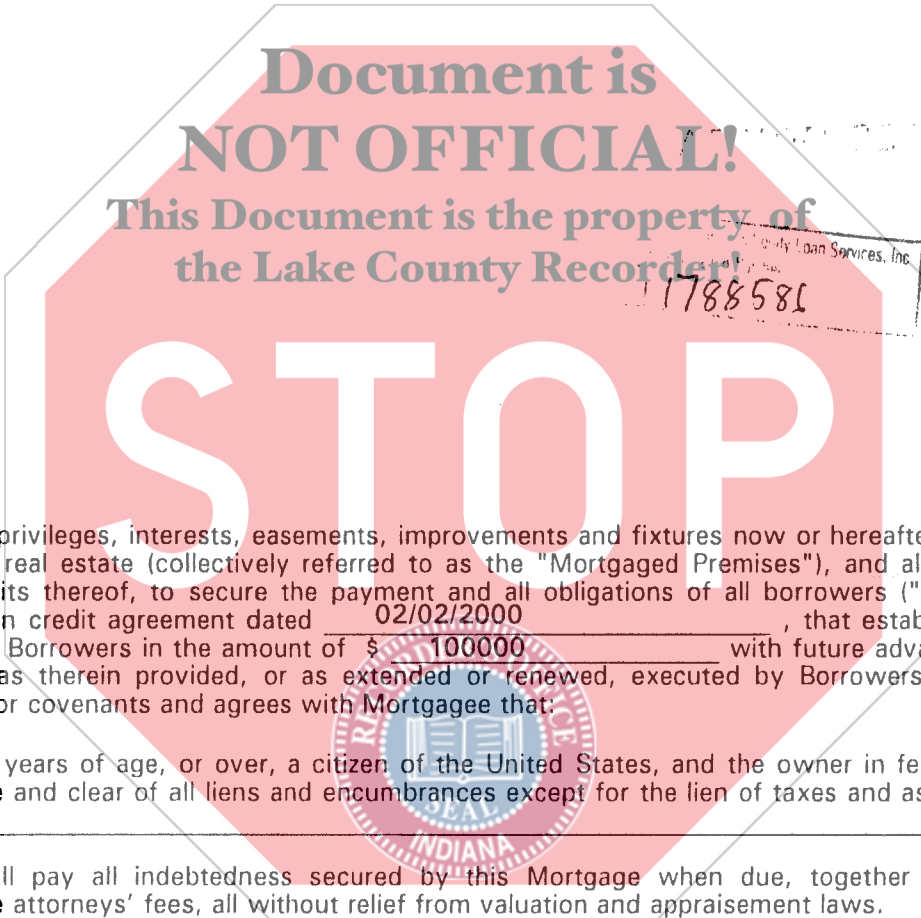 Document is
NOT OFFICIAL!
This Document is the property of
the Lake County Recorder!
Loan Services, Inc
11788581
STOP
privileges, interests, easements, improvements and fixtures now or hereafte
real estate (collectively referred to as the "Mortgaged Premises"), and al
its thereof, to secure the payment and all obligations of all borrowers ("
n credit agreement dated 02/02/2000 , that estab
Borrowers in the amount of $ 100000 with future adva
as therein provided, or as extended or renewed, executed by Borrowers
or covenants and agrees with Mortgagee that:
years of age, or over, a citizen of the United States, and the owner in fe
e and clear of all liens and encumbrances except for the lien of taxes and as
ll pay all indebtedness secured by this Mortgage when due, together
e attorneys' fees, all without relief from valuation and appraisement laws.
RECORDER'S OFFICE
SEAL
INDIANA